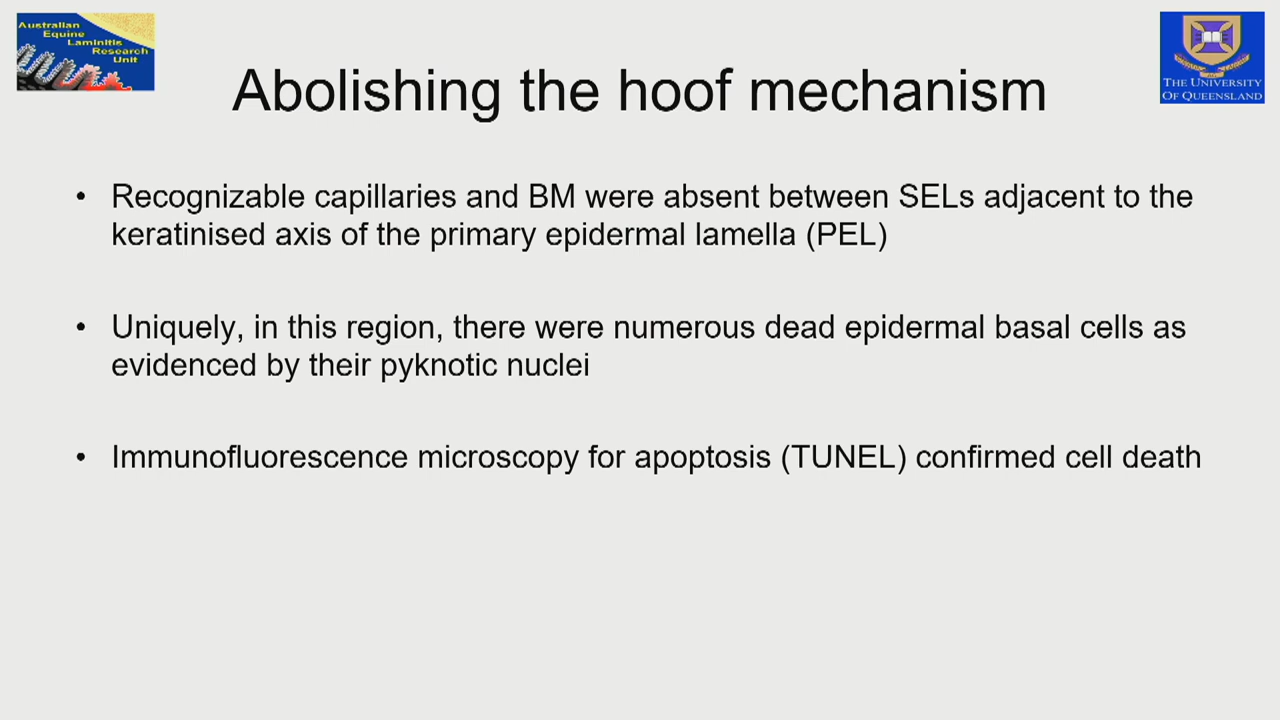 Australian
Equine
Laminitis
Research
Unit
THE UNIVERSITY
OF QUEENSLAND
Abolishing the hoof mechanism
• Recognizable capillaries and BM were absent between SELs adjacent to the
keratinised axis of the primary epidermal lamella (PEL)
• Uniquely, in this region, there were numerous dead epidermal basal cells as
evidenced by their pyknotic nuclei
• Immunofluorescence microscopy for apoptosis (TUNEL) confirmed cell death